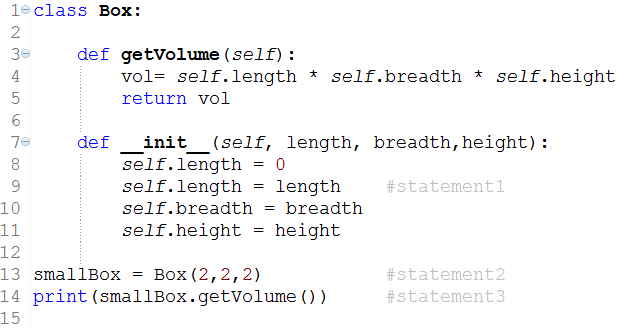 1 class Box:
2
3     def getVolume(self):
4         vol= self.length * self.breadth * self.height
5         return vol
6
7     def __init__(self, length, breadth,height):
8         self.length = 0
9         self.length = length    #statement1
10         self.breadth = breadth
11         self.height = height
12
13 smallBox = Box(2,2,2)           #statement2
14 print(smallBox.getVolume())     #statement3
15